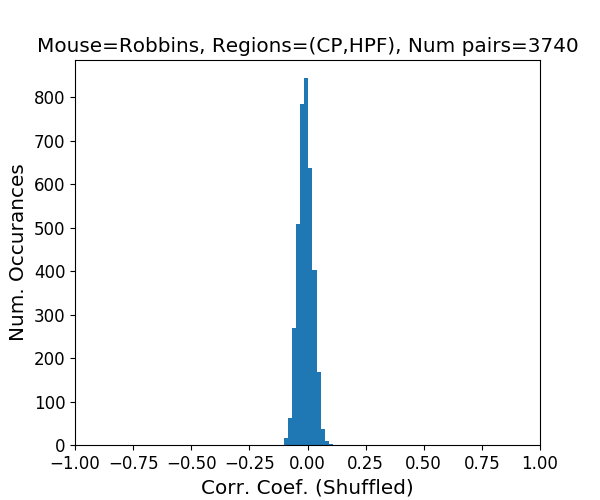 Mouse=Robbins, Regions=(CP,HPF), Num pairs=3740
Num. Occurances
800
700
600
500
400
300
200
100
0
−1.00 −0.75 −0.50 −0.25 0.00 0.25 0.50 0.75 1.00
Corr. Coef. (Shuffled)